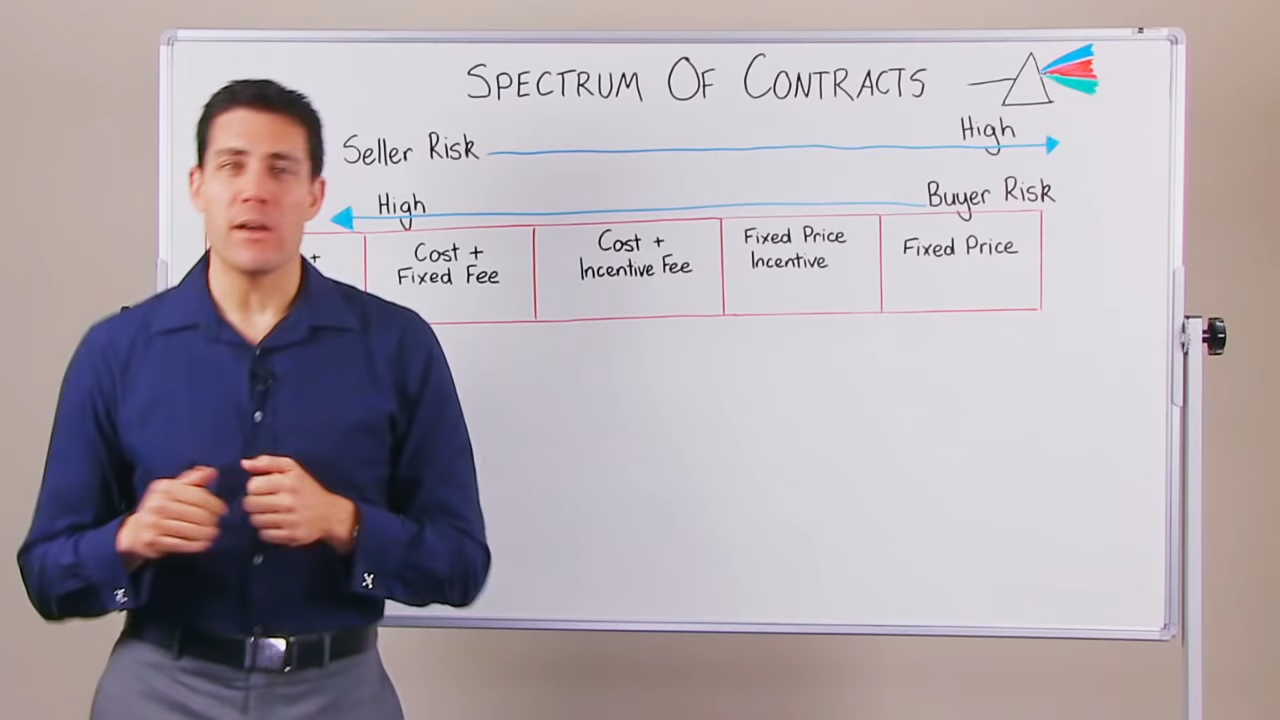 SPECTRUM OF CONTRACTS
High
Seller Risk
High
Buyer Risk
+
Cost +
Fixed Fee
Cost +
Incentive Fee
Fixed Price
Incentive
Fixed Price